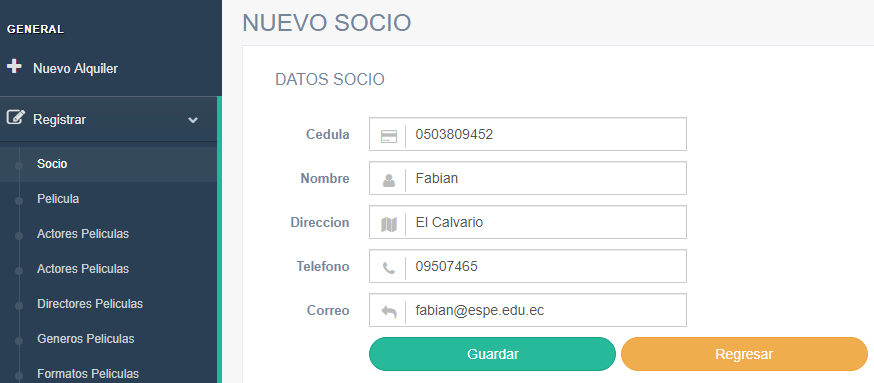 GENERAL
Nuevo Alquiler
Registrar
Socio
Pelicula
Actores Peliculas
Actores Peliculas
Directores Peliculas
Generos Peliculas
Formatos Peliculas
NUEVO SOCIO
DATOS SOCIO
Cedula 0503809452
Nombre Fabian
Direccion El Calvario
Telefono 09507465
Correo fabian@espe.edu.ec
Guardar Regresar